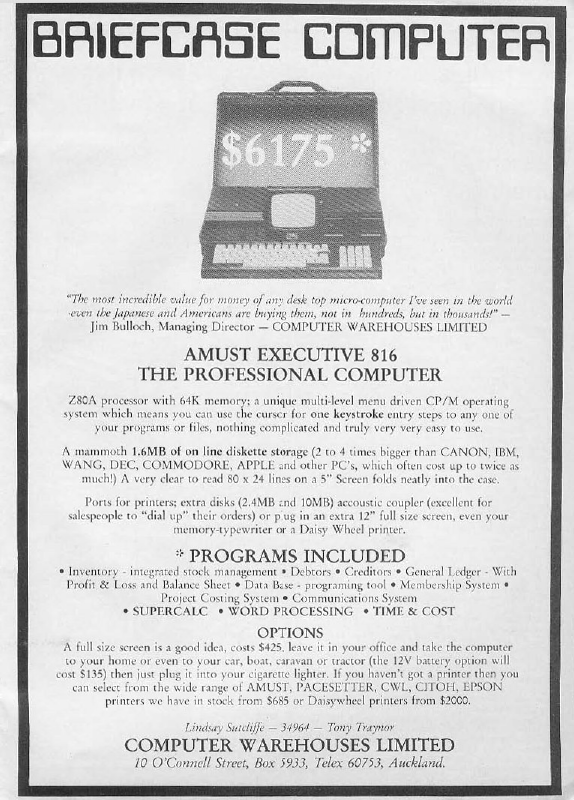 BRIEFCASE COMPUTER
$6175 *
"The most incredible value for money of any desk top micro-computer I've seen in the world
-even the Japanese and Americans are buying them, not in hundreds, but in thousands!" —
Jim Bulloch, Managing Director — COMPUTER WAREHOUSES LIMITED
AMUST EXECUTIVE 816
THE PROFESSIONAL COMPUTER
Z80A processor with 64K memory; a unique multi-level menu driven CP/M operating
system which means you can use the cursor for one keystroke entry steps to any one of
your programs or files, nothing complicated and truly very very easy to use.
A mammoth 1.6MB of on line diskette storage (2 to 4 times bigger than CANON, IBM,
WANG, DEC, COMMODORE, APPLE and other PC's, which often cost up to twice as
much!) A very clear to read 80 x 24 lines on a 5" Screen folds neatly into the case.
Ports for printers; extra disks (2.4MB and 10MB) accoustic coupler (excellent for
salespeople to "dial up" their orders) or plug in an extra 12" full size screen, even your
memory-typewriter or a Daisy Wheel printer.
* PROGRAMS INCLUDED
• Inventory - integrated stock management • Debtors • Creditors • General Ledger - With
Profit & Loss and Balance Sheet • Data Base - programing tool • Membership System •
Project Costing System • Communications System
• SUPERCALC • WORD PROCESSING • TIME & COST
OPTIONS
A full size screen is a good idea, costs $425, leave it in your office and take the computer
to your home or even to your car, boat, caravan or tractor (the 12V battery option will
cost $135) then just plug it into your cigarette lighter. If you haven't got a printer then you
can select from the wide range of AMUST, PACESETTER, CWL, CITOH, EPSON
printers we have in stock from $685 or Daisywheel printers from $2000.
Lindsay Sutcliffe — 34964 — Tony Traynor
COMPUTER WAREHOUSES LIMITED
10 O'Connell Street, Box 5933, Telex 60753, Auckland.